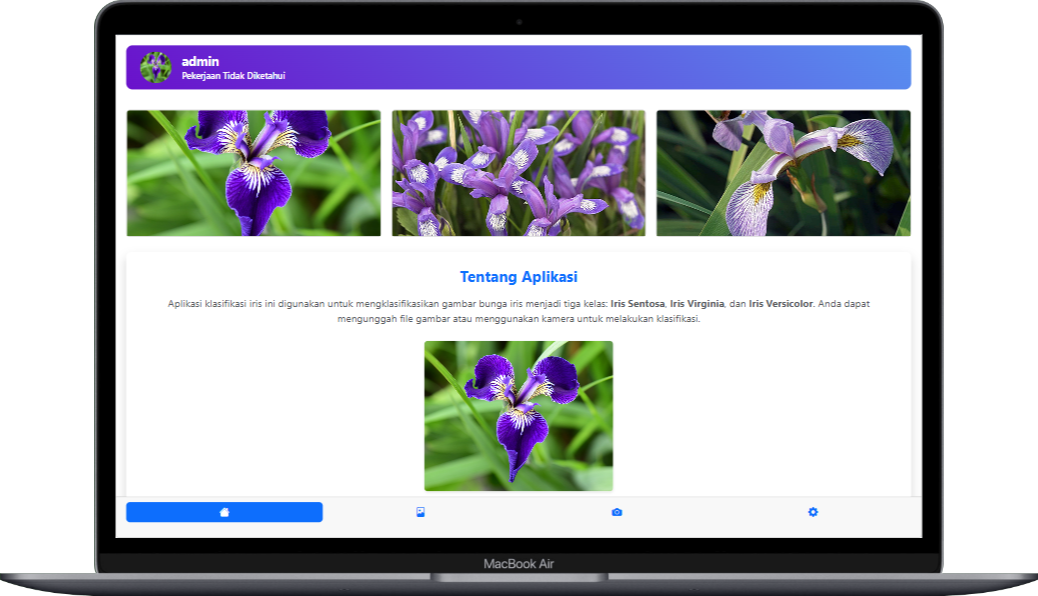 admin
Pekerjaan Tidak Diketahui
Tentang Aplikasi
Aplikasi klasifikasi iris ini digunakan untuk mengklasifikasikan gambar bunga iris menjadi tiga kelas: Iris Sentosa, Iris Virginia, dan Iris Versicolor. Anda dapat
mengunggah file gambar atau menggunakan kamera untuk melakukan klasifikasi.
MacBook Air